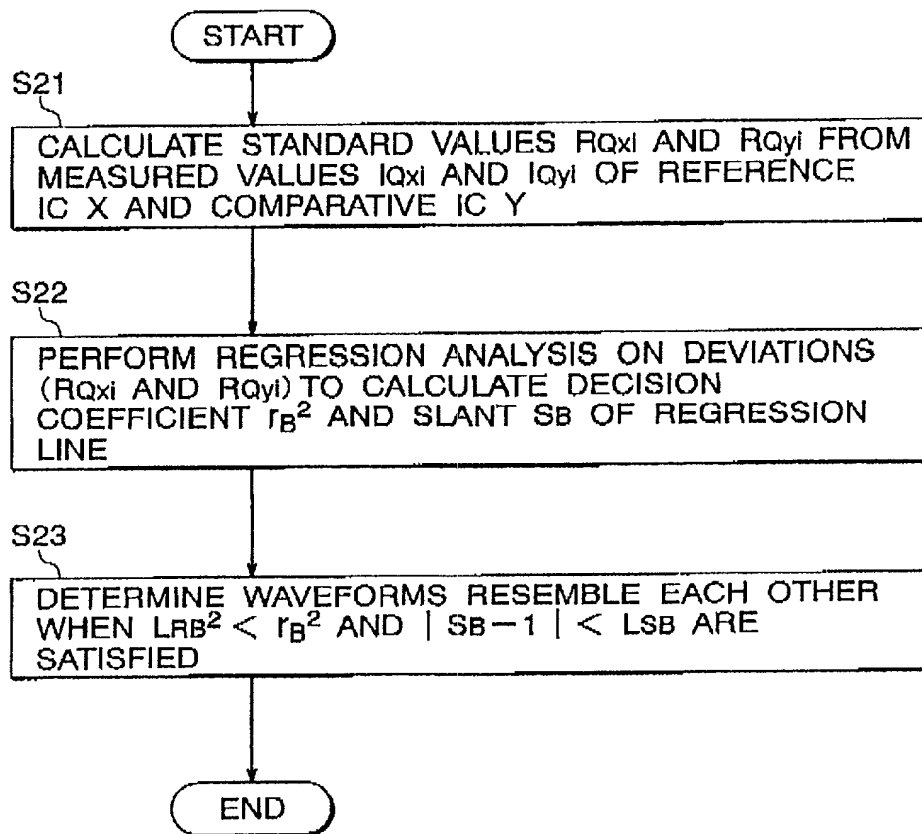 START
S21
CALCULATE STANDARD VALUES RQxi AND RQyi FROM
MEASURED VALUES IQxi AND IQyi OF REFERENCE
IC X AND COMPARATIVE IC Y
S22
PERFORM REGRESSION ANALYSIS ON DEVIATIONS
(RQxi AND RQyi) TO CALCULATE DECISION
COEFFICIENT rB² AND SLANT SB OF REGRESSION
LINE
S23
DETERMINE WAVEFORMS RESEMBLE EACH OTHER
WHEN LRB² < rB² AND | SB−1 | < LSB ARE
SATISFIED
END